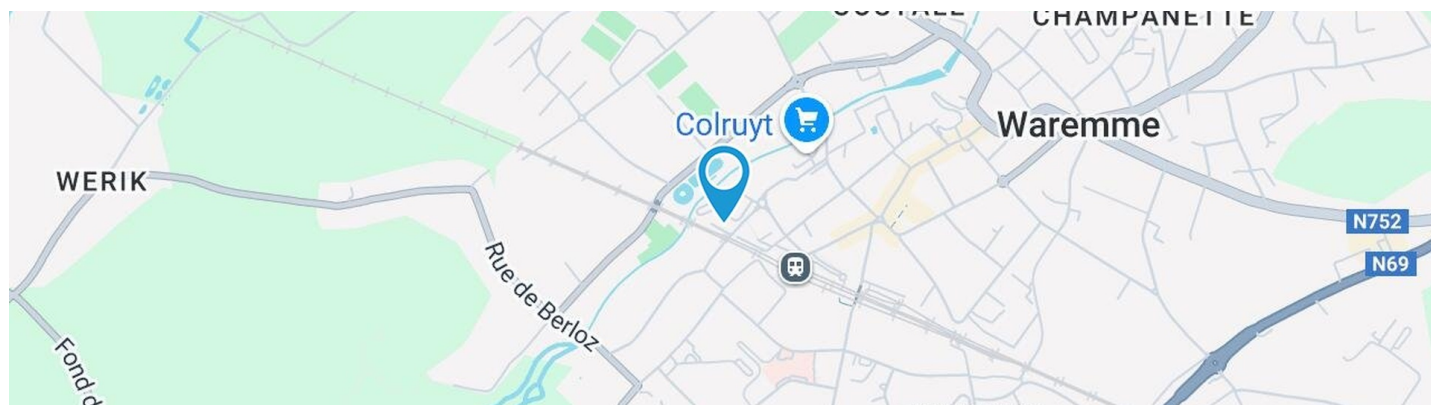 CHAMPANETTE
Colruyt
Waremme
WERIK
N752
N69
Rue de Berloz